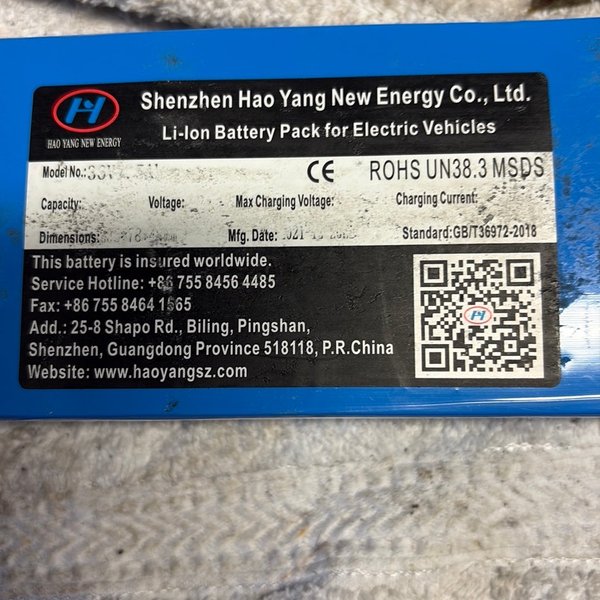 H
HAO YANG NEW ENERGY
Shenzhen Hao Yang New Energy Co., Ltd.
Li-Ion Battery Pack for Electric Vehicles
Model No.: CE ROHS UN38.3 MSDS
Capacity: Voltage: Max Charging Voltage: Charging Current:
Dimensions: Mfg. Date: Standard:GB/T36972-2018
This battery is insured worldwide.
Service Hotline: +86 755 8456 4485
Fax: +86 755 8464 1665
Add.: 25-8 Shapo Rd., Biling, Pingshan,
Shenzhen, Guangdong Province 518118, P.R.China
Website: www.haoyangsz.com
H